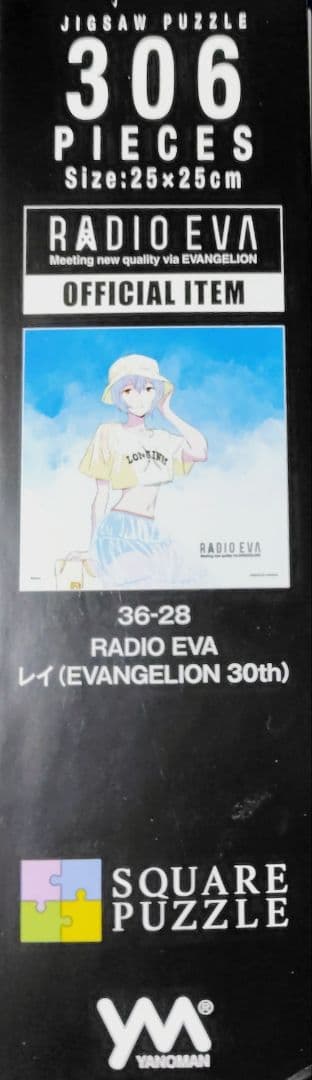 JIGSAW PUZZLE
306
PIECES
Size:25×25cm
RADIO EVA
Meeting new quality via EVANGELION
OFFICIAL ITEM
RADIO EVA
36-28
RADIO EVA
レイ(EVANGELION 30th)
SQUARE
PUZZLE
YM®
YANOMAN